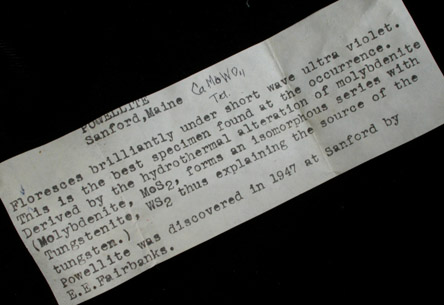 POWELLITE
Sanford, Maine CaMoWO4
Tet.
Floresces brilliantly under short wave ultra violet.
This is the best specimen found at the occurrence.
Derived by the hydrothermal alteration of molybdenite
(Molybdenite, MoS2, forms an isomorphous series with
Tungstenite, WS2 thus explaining the source of the
tungsten.)
Powellite was discovered in 1947 at Sanford by
E.E.Fairbanks.